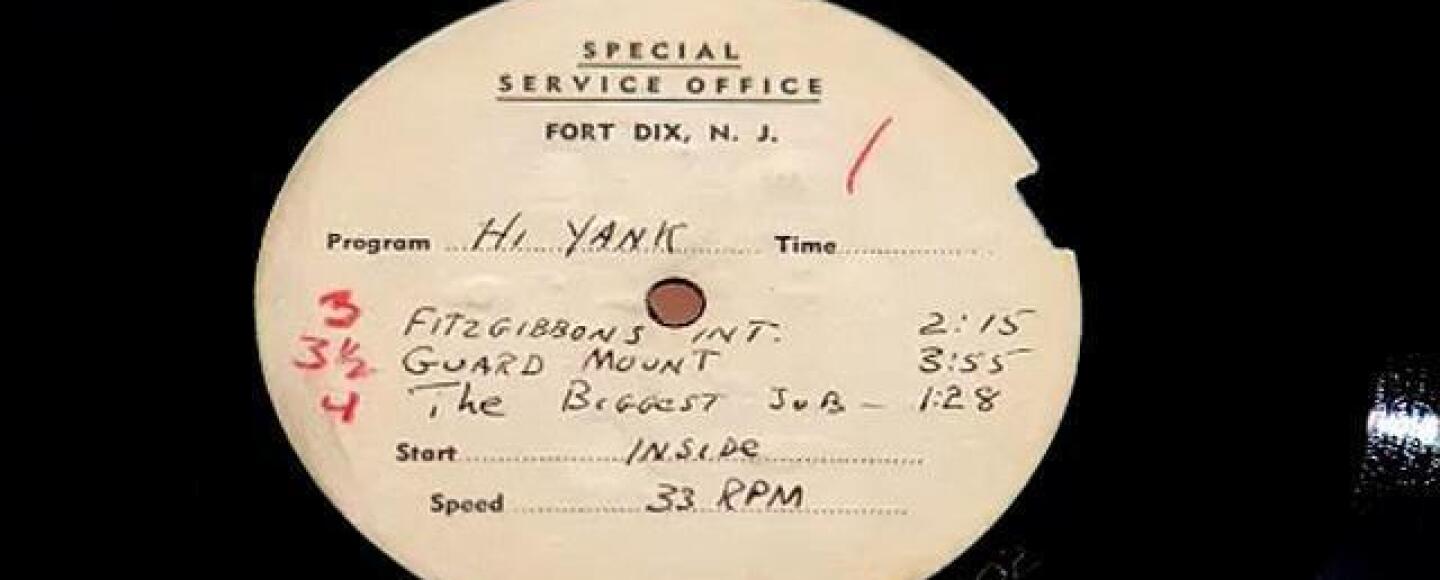 SPECIAL
SERVICE OFFICE
FORT DIX, N. J.
/
Program HI YANK Time
3 FITZGIBBONS INT. 2:15
3½ GUARD MOUNT 3:55
4 The BIGGEST JOB - 1:28
Start INSIDE
Speed 33 RPM